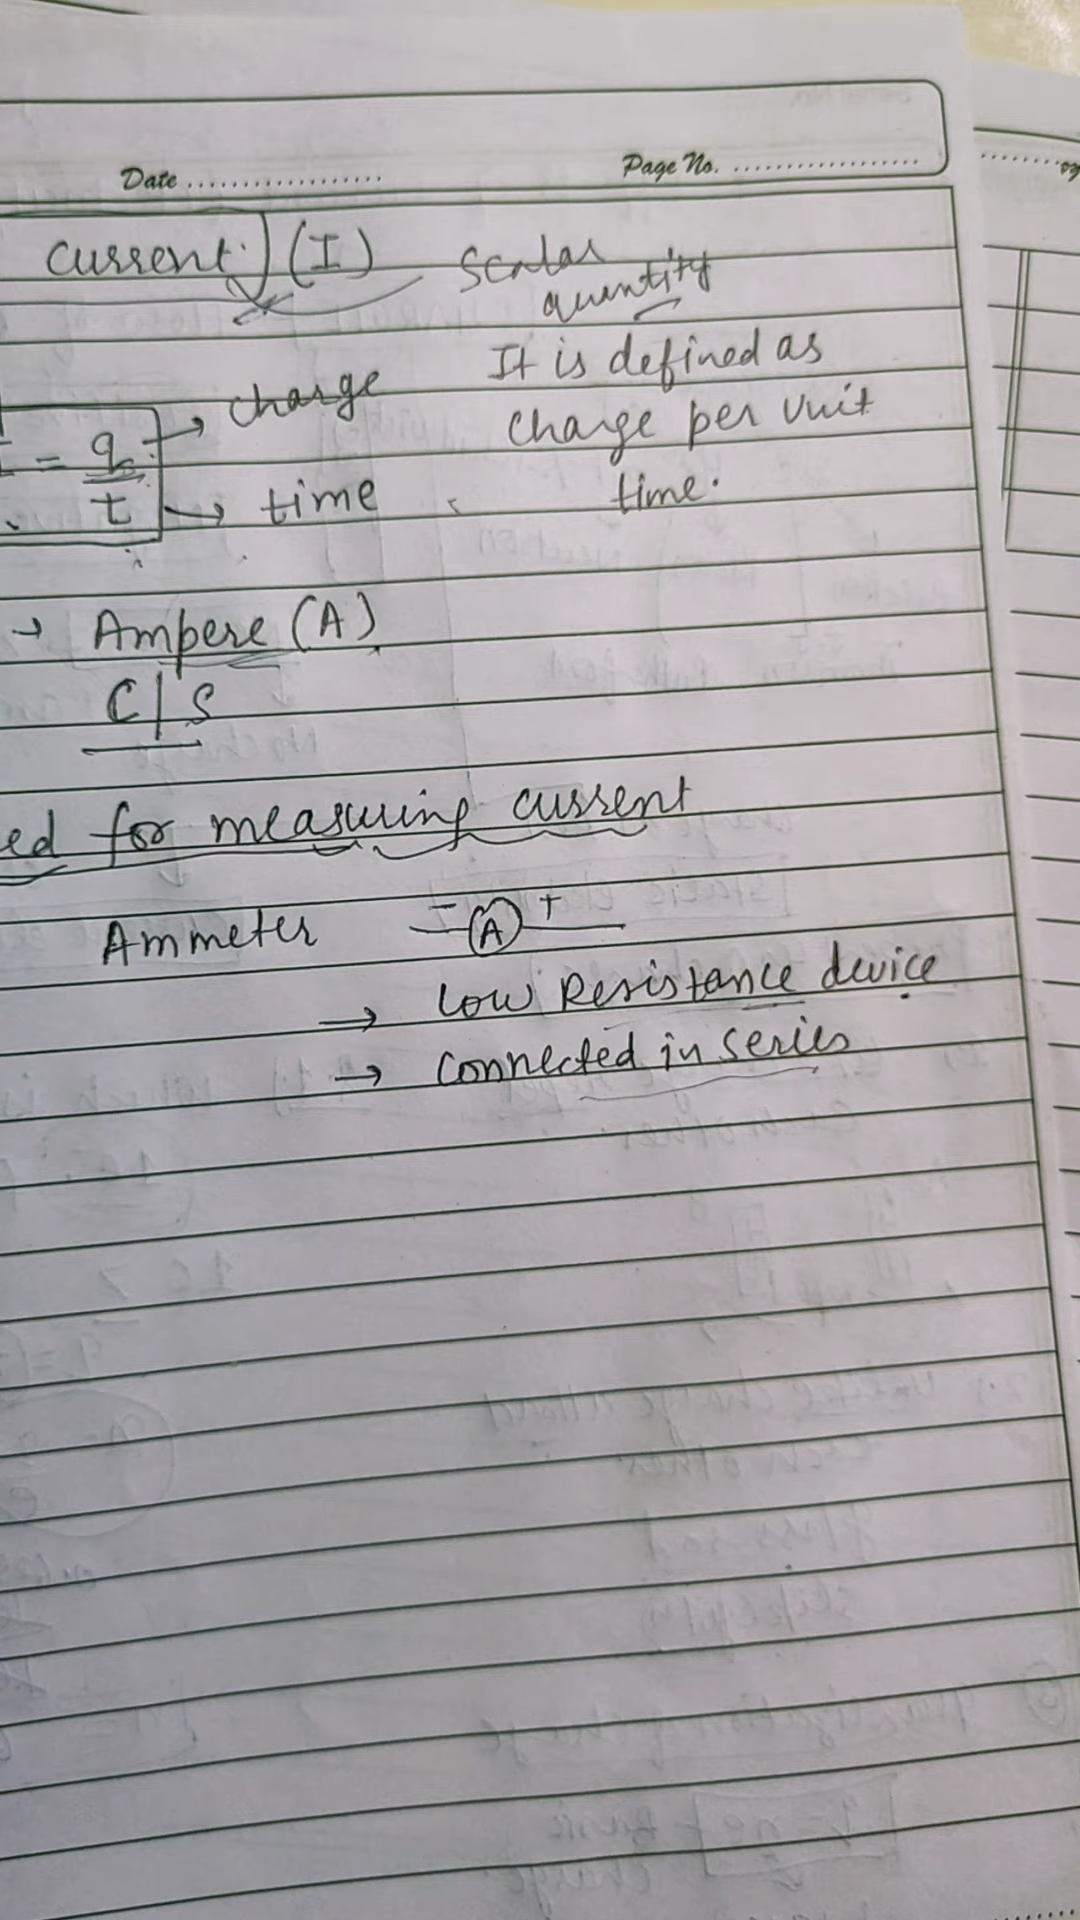 Date ..................
Page No. ..................
Current (I)
Scalar
quantity
It is defined as
charge per unit
time.
= q → charge
t → time
→ Ampere (A)
C/S
ed for measuring current
Ammeter - A +
→ Low Resistance device
→ Connected in series